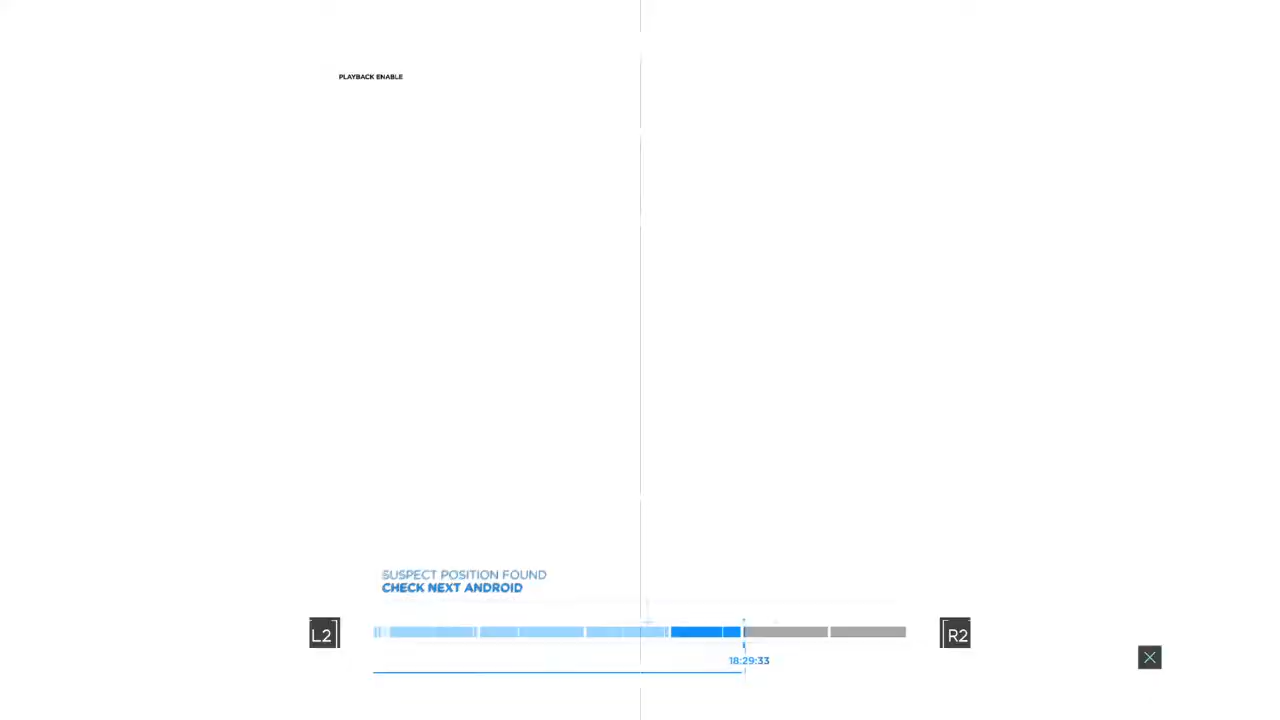 PLAYBACK ENABLE
SUSPECT POSITION FOUND
CHECK NEXT ANDROID
L2
R2
18:29:33